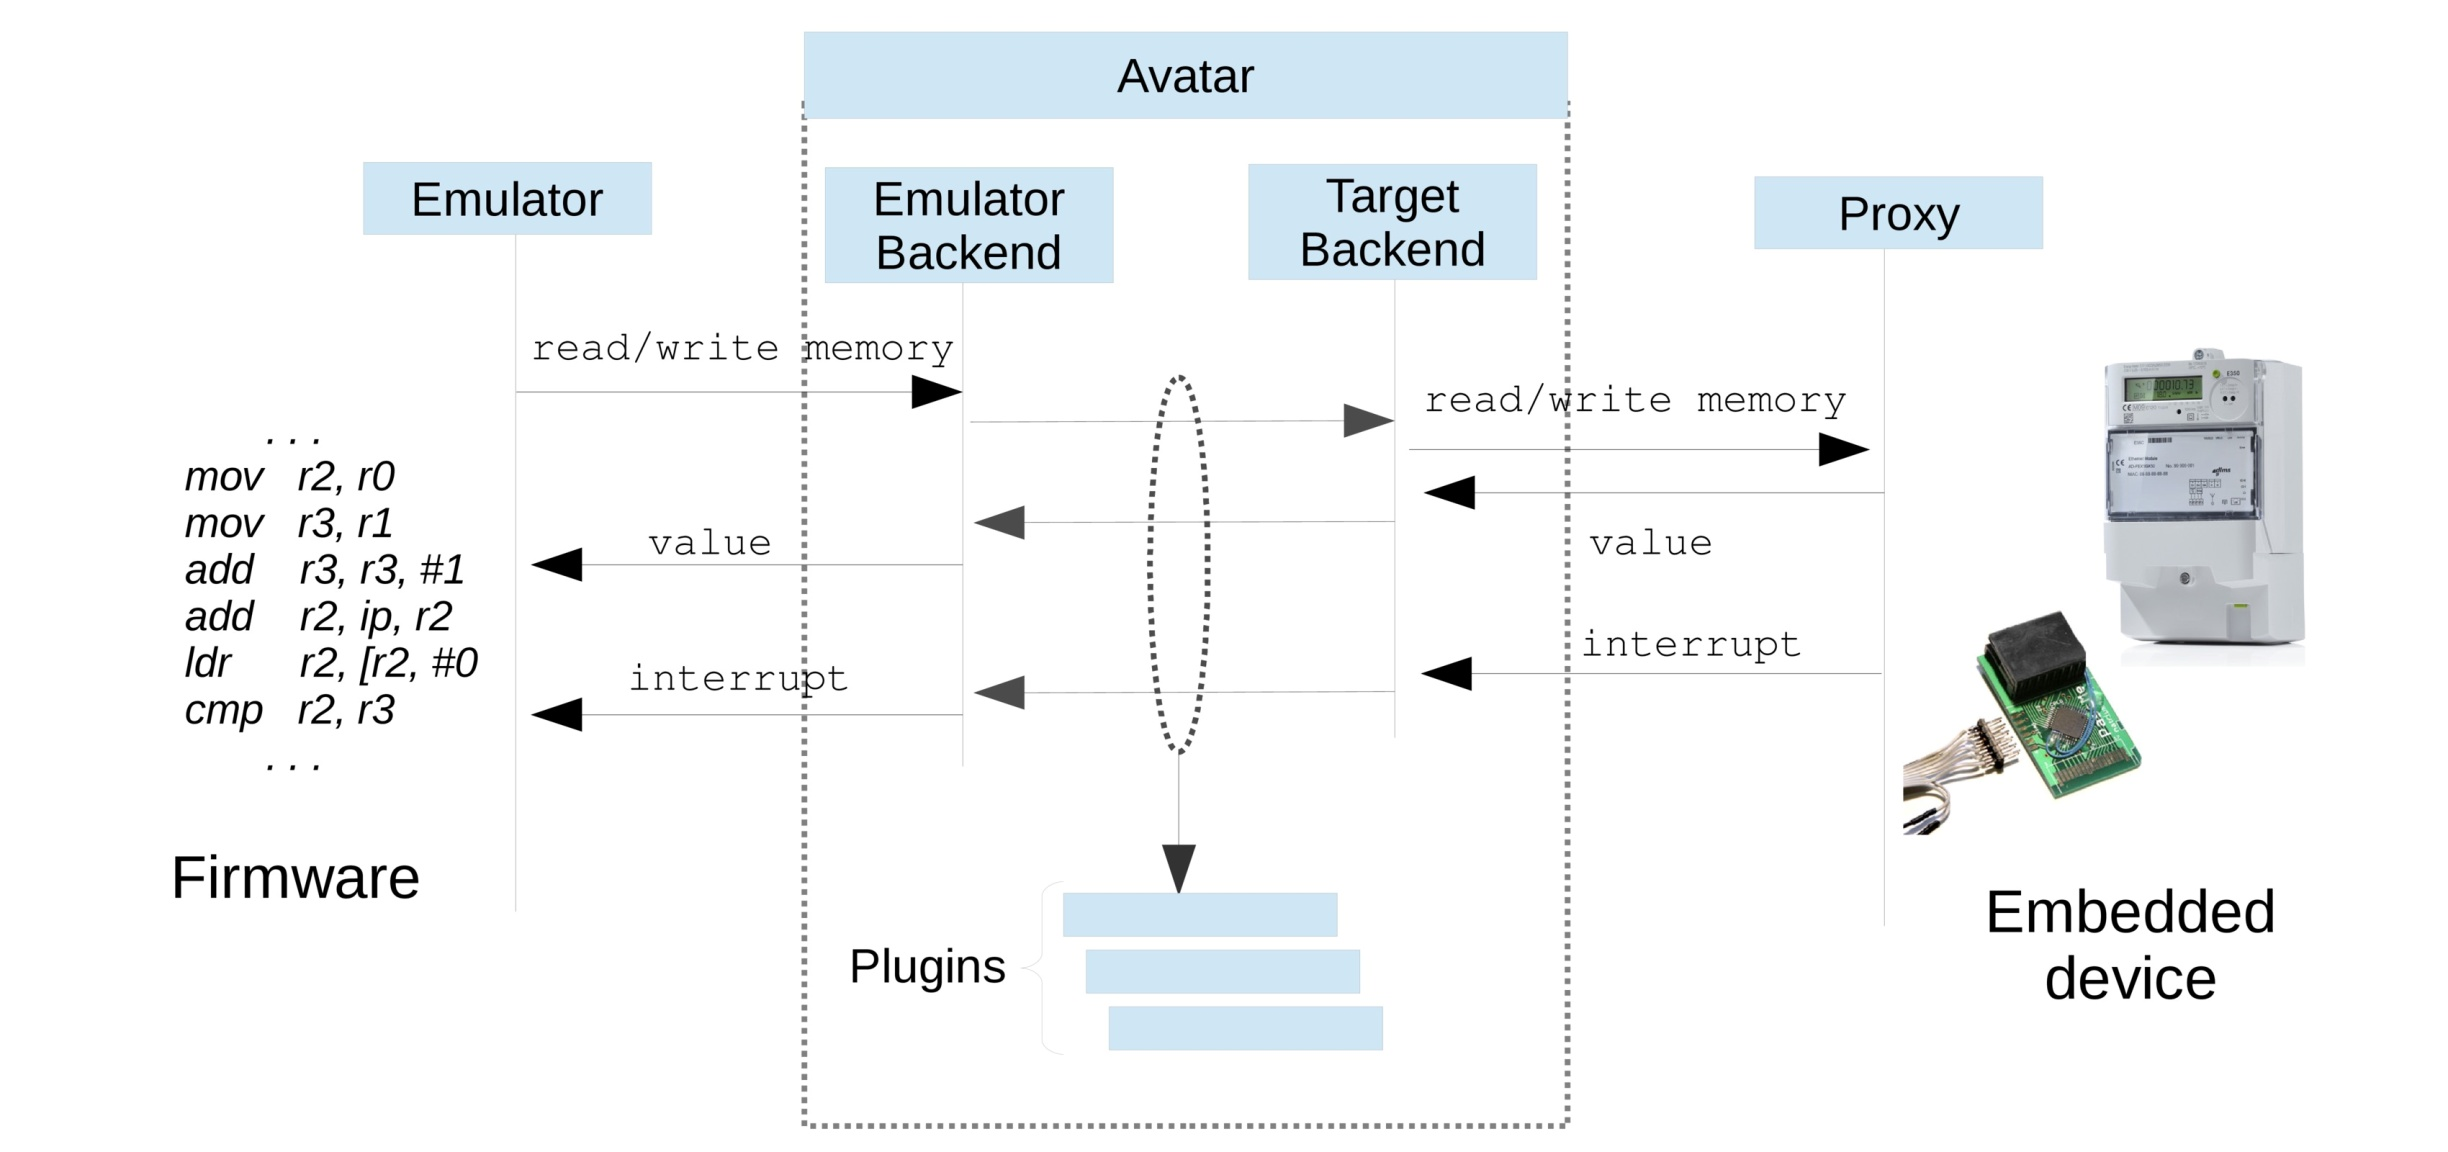 Avatar
Emulator
Emulator
Backend
Target
Backend
Proxy
read/write memory
read/write memory
value
value
interrupt
interrupt
. . .
mov r2, r0
mov r3, r1
add r3, r3, #1
add r2, ip, r2
ldr r2, [r2, #0
cmp r2, r3
. . .
Firmware
Plugins
E350
Embedded
device